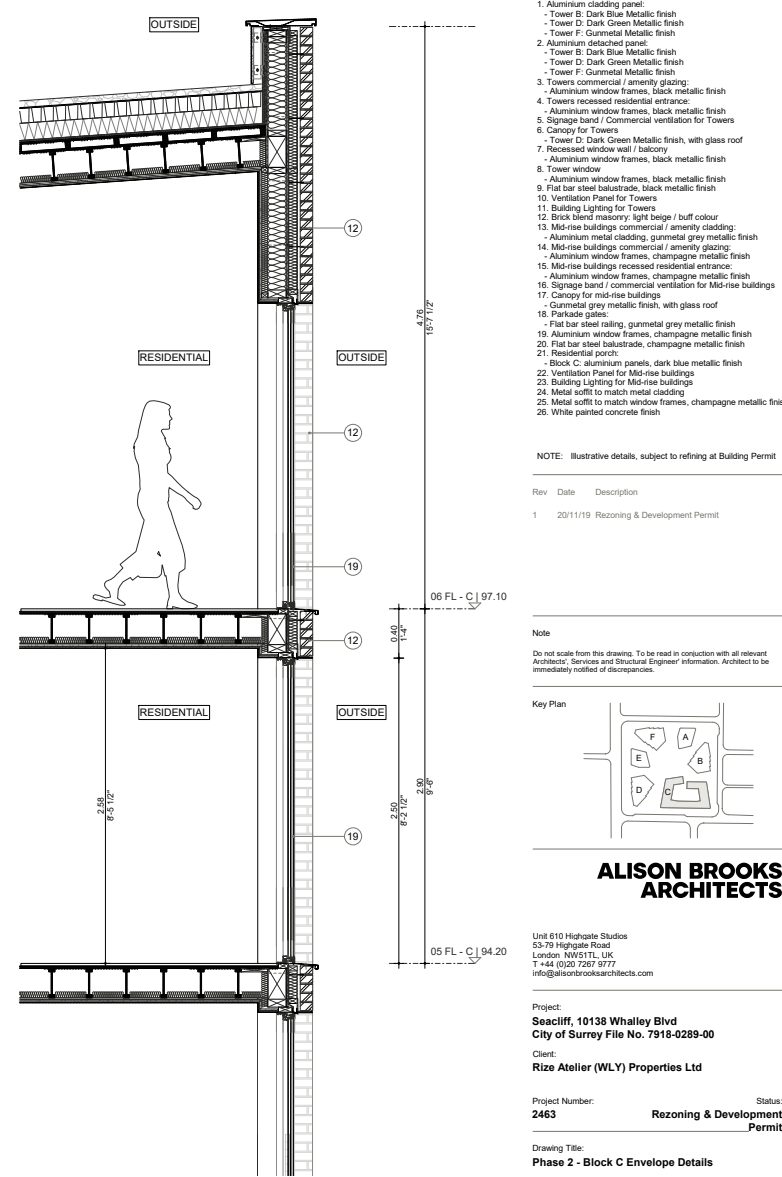 OUTSIDE
12
4.76
15'-7 1/2"
RESIDENTIAL
OUTSIDE
12
19
06 FL - C | 97.10
12
0.40
1'-4"
RESIDENTIAL
OUTSIDE
2.58
8'-5 1/2"
2.50
8'-2 1/2"
2.90
9'-6"
19
05 FL - C | 94.20
1. Aluminium cladding panel:
- Tower B: Dark Blue Metallic finish
- Tower D: Dark Green Metallic finish
- Tower F: Gunmetal Metallic finish
2. Aluminium detached panel:
- Tower B: Dark Blue Metallic finish
- Tower D: Dark Green Metallic finish
- Tower F: Gunmetal Metallic finish
3. Towers commercial / amenity glazing:
- Aluminium window frames, black metallic finish
4. Towers recessed residential entrance:
- Aluminium window frames, black metallic finish
5. Signage band / Commercial ventilation for Towers
6. Canopy for Towers
- Tower D: Dark Green Metallic finish, with glass roof
7. Recessed window wall / balcony
- Aluminium window frames, black metallic finish
8. Tower window
- Aluminium window frames, black metallic finish
9. Flat bar steel balustrade, black metallic finish
10. Ventilation Panel for Towers
11. Building Lighting for Towers
12. Brick blend masonry: light beige / buff colour
13. Mid-rise buildings commercial / amenity cladding:
- Aluminium metal cladding, gunmetal grey metallic finish
14. Mid-rise buildings commercial / amenity glazing:
- Aluminium window frames, champagne metallic finish
15. Mid-rise buildings recessed residential entrance:
- Aluminium window frames, champagne metallic finish
16. Signage band / commercial ventilation for Mid-rise buildings
17. Canopy for mid-rise buildings
- Gunmetal grey metallic finish, with glass roof
18. Parkade gates:
- Flat bar steel railing, gunmetal grey metallic finish
19. Aluminium window frames, champagne metallic finish
20. Flat bar steel balustrade, champagne metallic finish
21. Residential porch:
- Block C: aluminium panels, dark blue metallic finish
22. Ventilation Panel for Mid-rise buildings
23. Building Lighting for Mid-rise buildings
24. Metal soffit to match metal cladding
25. Metal soffit to match window frames, champagne metallic finis
26. White painted concrete finish
NOTE: Illustrative details, subject to refining at Building Permit
Rev Date Description
1 20/11/19 Rezoning & Development Permit
Note
Do not scale from this drawing. To be read in conjuction with all relevant
Architects', Services and Structural Engineer' information. Architect to be
immediately notified of discrepancies.
Key Plan
F
A
E
B
D
C
ALISON BROOKS
ARCHITECTS
Unit 610 Highgate Studios
53-79 Highgate Road
London NW51TL, UK
T +44 (0)20 7267 9777
info@alisonbrooksarchitects.com
Project:
Seacliff, 10138 Whalley Blvd
City of Surrey File No. 7918-0289-00
Client:
Rize Atelier (WLY) Properties Ltd
Project Number: Status:
2463 Rezoning & Development
Permit
Drawing Title:
Phase 2 - Block C Envelope Details